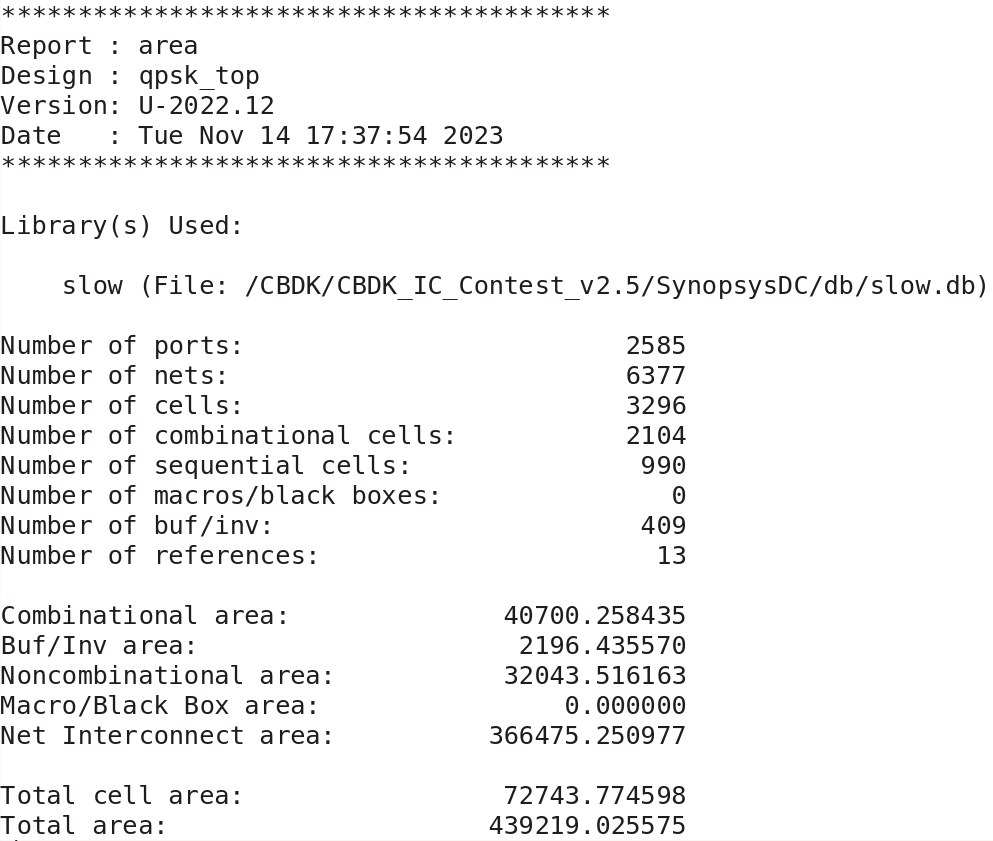 ****************************************
Report : area
Design : qpsk_top
Version: U-2022.12
Date   : Tue Nov 14 17:37:54 2023
****************************************
Library(s) Used:
slow (File: /CBDK/CBDK_IC_Contest_v2.5/SynopsysDC/db/slow.db)
Number of ports: 2585
Number of nets: 6377
Number of cells: 3296
Number of combinational cells: 2104
Number of sequential cells: 990
Number of macros/black boxes: 0
Number of buf/inv: 409
Number of references: 13
Combinational area: 40700.258435
Buf/Inv area: 2196.435570
Noncombinational area: 32043.516163
Macro/Black Box area: 0.000000
Net Interconnect area: 366475.250977
Total cell area: 72743.774598
Total area: 439219.025575